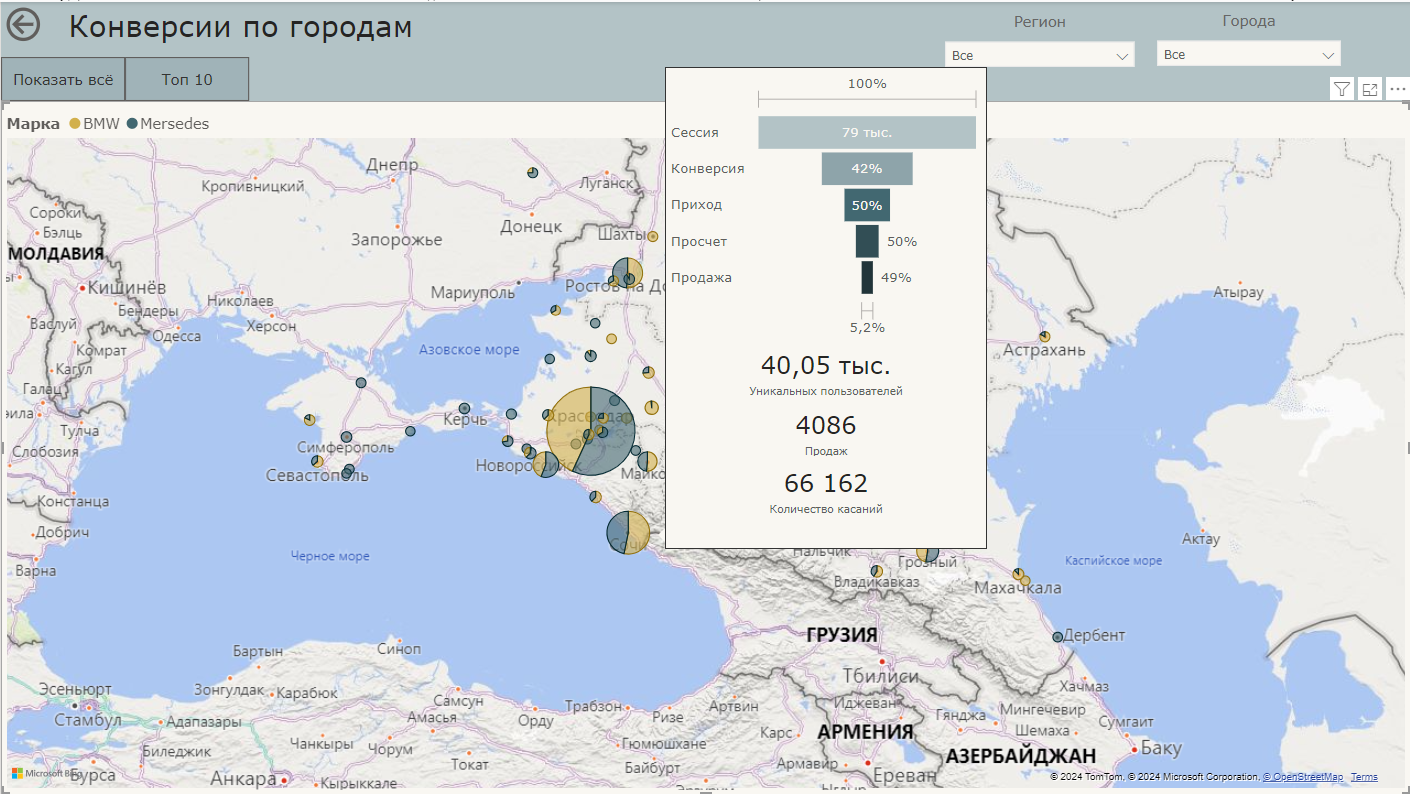 Конверсии по городам
Регион
Города
Все
Все
Показать всё
Топ 10
Марка BMW Mersedes
100%
Сессия 79 тыс.
Конверсия 42%
Приход 50%
Просчет 50%
Продажа 49%
5,2%
40,05 тыс.
Уникальных пользователей
4086
Продаж
66 162
Количество касаний
Днепр
Кропивницкий
Луганск
Сороки
Бэлць
Донецк
Шахты
Запорожье
МОЛДАВИЯ
Кишинёв
Николаев
Мариуполь
Ростов на До
Бендеры
Атырау
Васлуй
Херсон
Одесса
Комрат
Азовское море
Астрахань
Кагул
Галац
Тулча
Керчь
Краснодар
Слобозия
Симферополь
Севастополь
Новороссийск
Майко
Констанца
Добрич
Сочи
Актау
Черное море
Нальчик
Грозный
Каспийское море
Варна
Владикавказ
Махачкала
ГРУЗИЯ
Дербент
Бартын
Синоп
Тбилиси
Эсеньюрт
Зонгулдак
Карабюк
Хачмаз
Стамбул
Адапазары
Самсун
Амасья
Орду
Трабзон
Ризе
Артвин
Иджеван
Гянджа
Мингечевир
Сумгаит
Шемаха
Карс
АРМЕНИЯ
Чанкыры
Чорум
Гюмюшхане
Биледжик
АЗЕРБАЙДЖАН
Баку
Токат
Байбурт
Армавир
Ереван
Microsoft Bing
Бурса
Анкара
Кырыккале
© 2024 TomTom, © 2024 Microsoft Corporation, © OpenStreetMap Terms